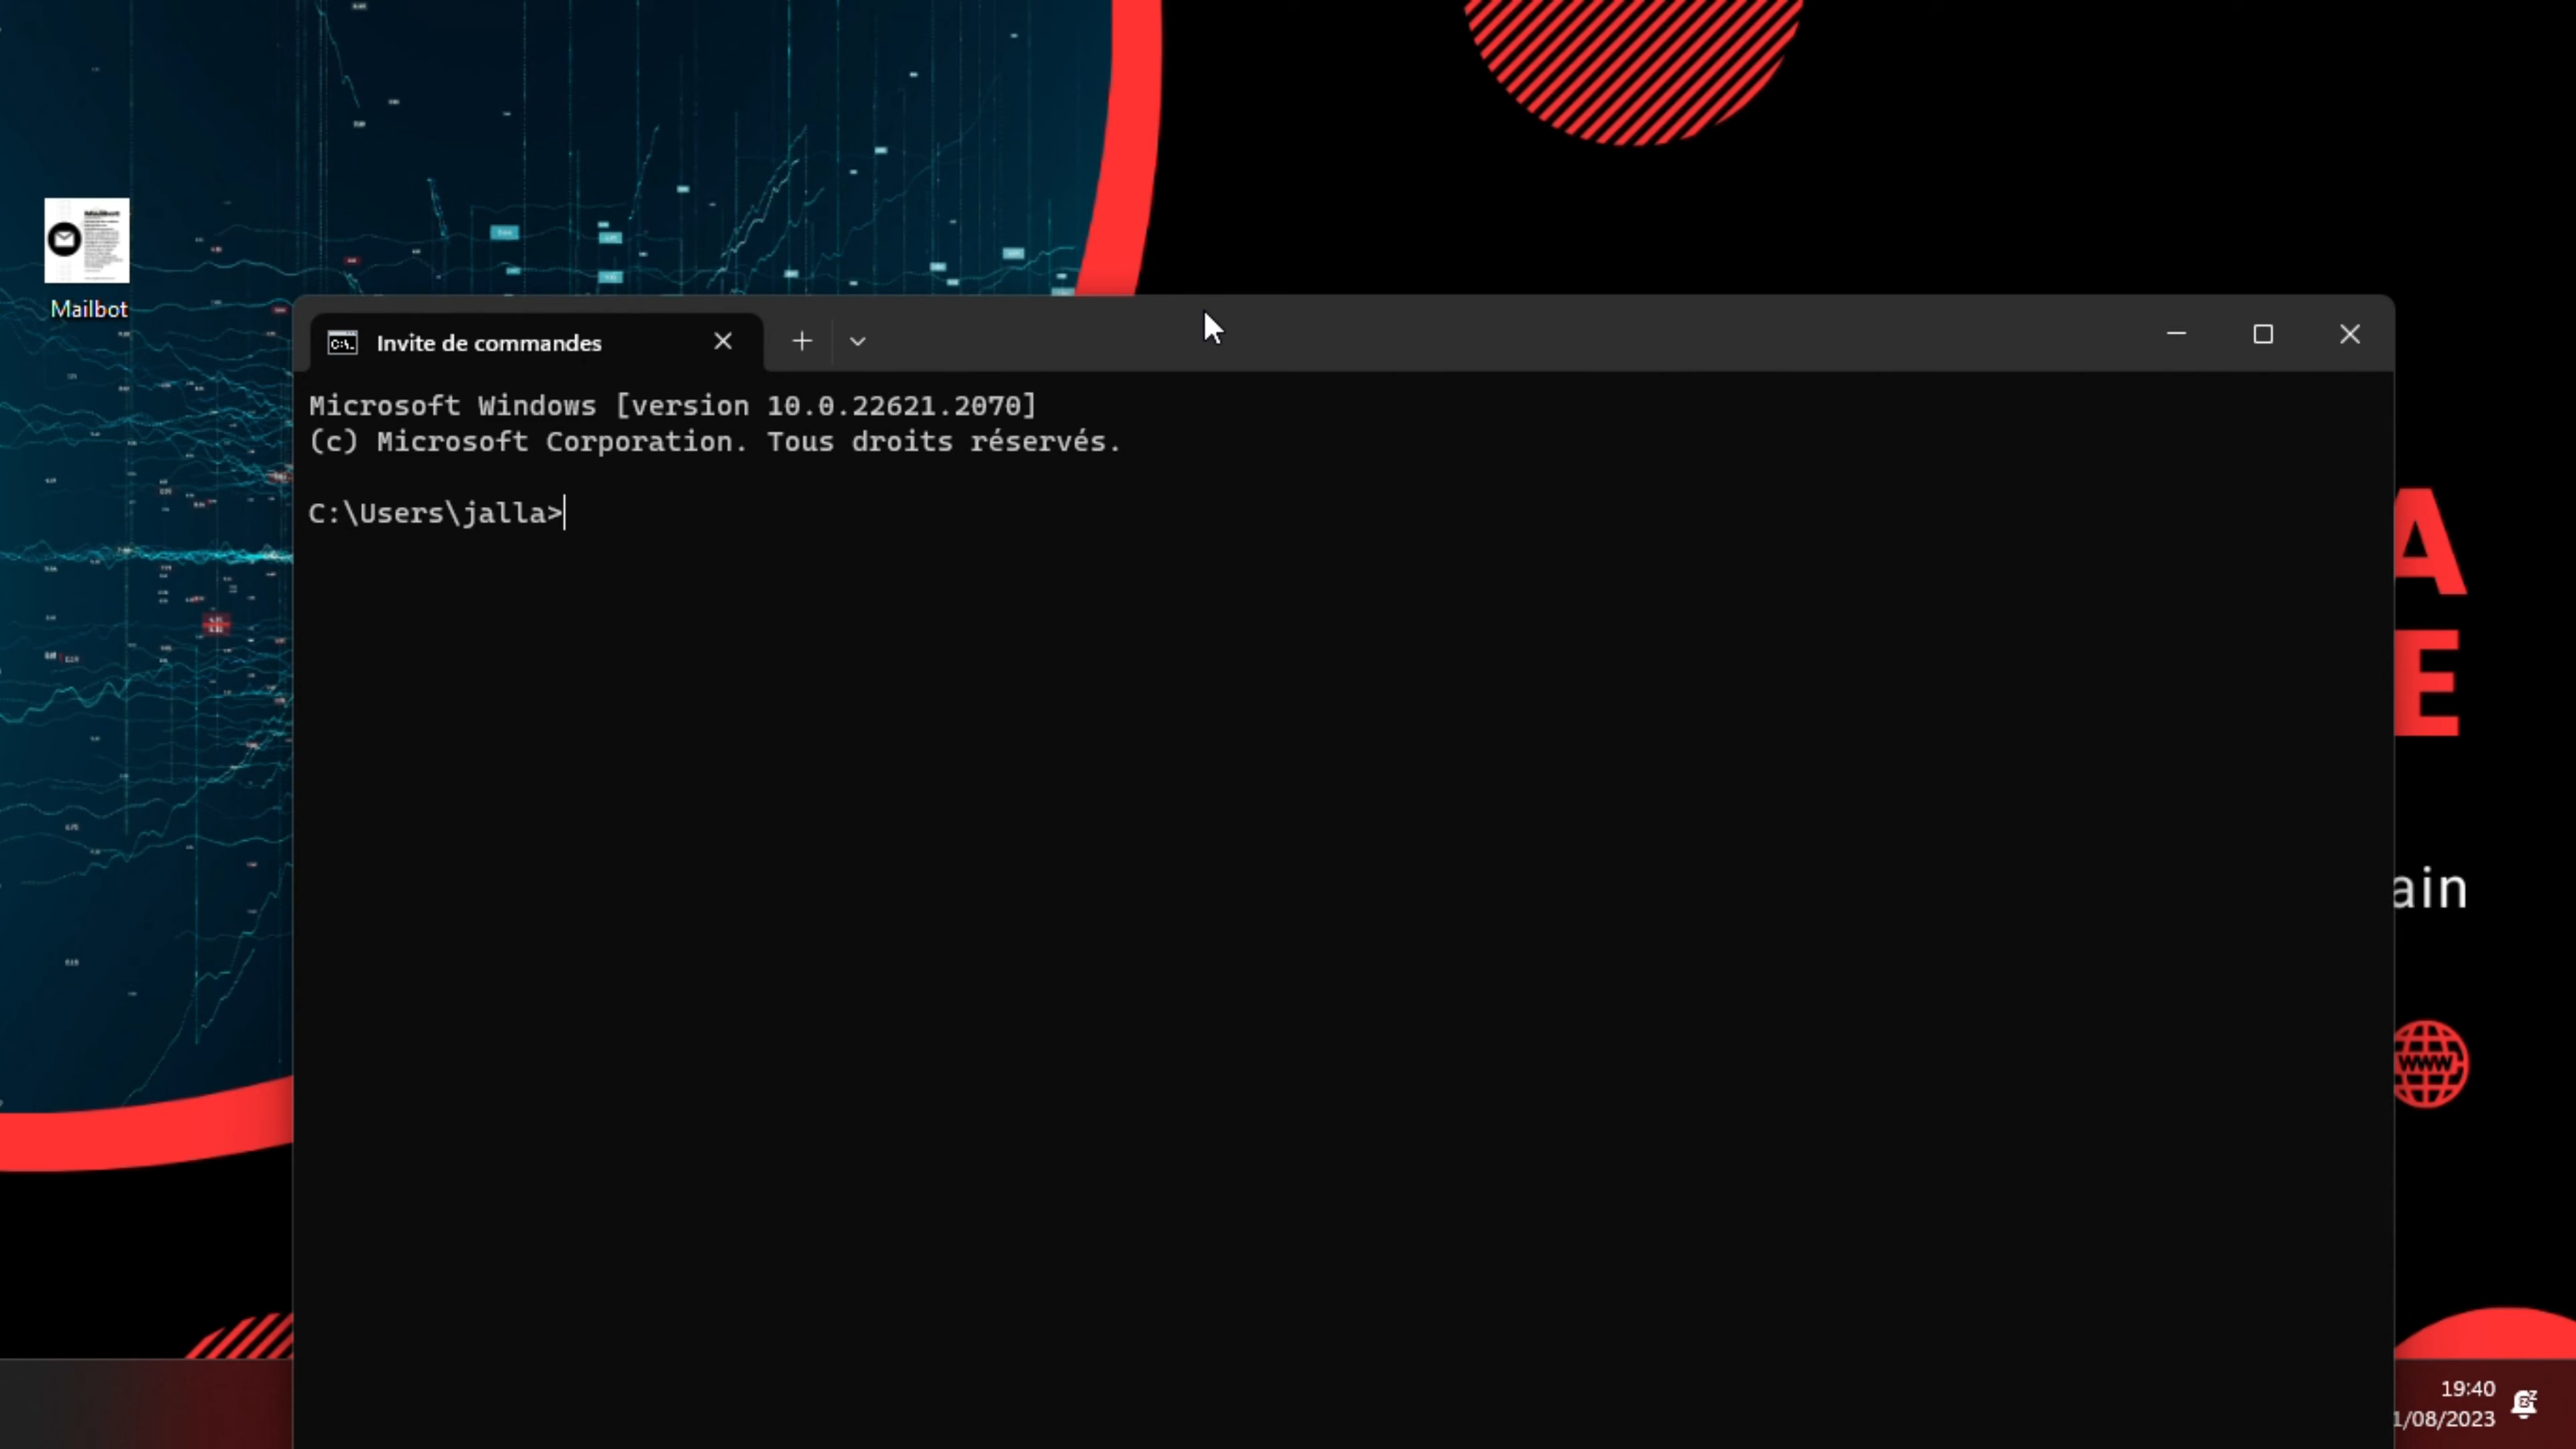 Mailbot
Invite de commandes
Microsoft Windows [version 10.0.22621.2070]
(c) Microsoft Corporation. Tous droits réservés.
C:\Users\jalla>
A
E
ain
WWW
19:40
1/08/2023